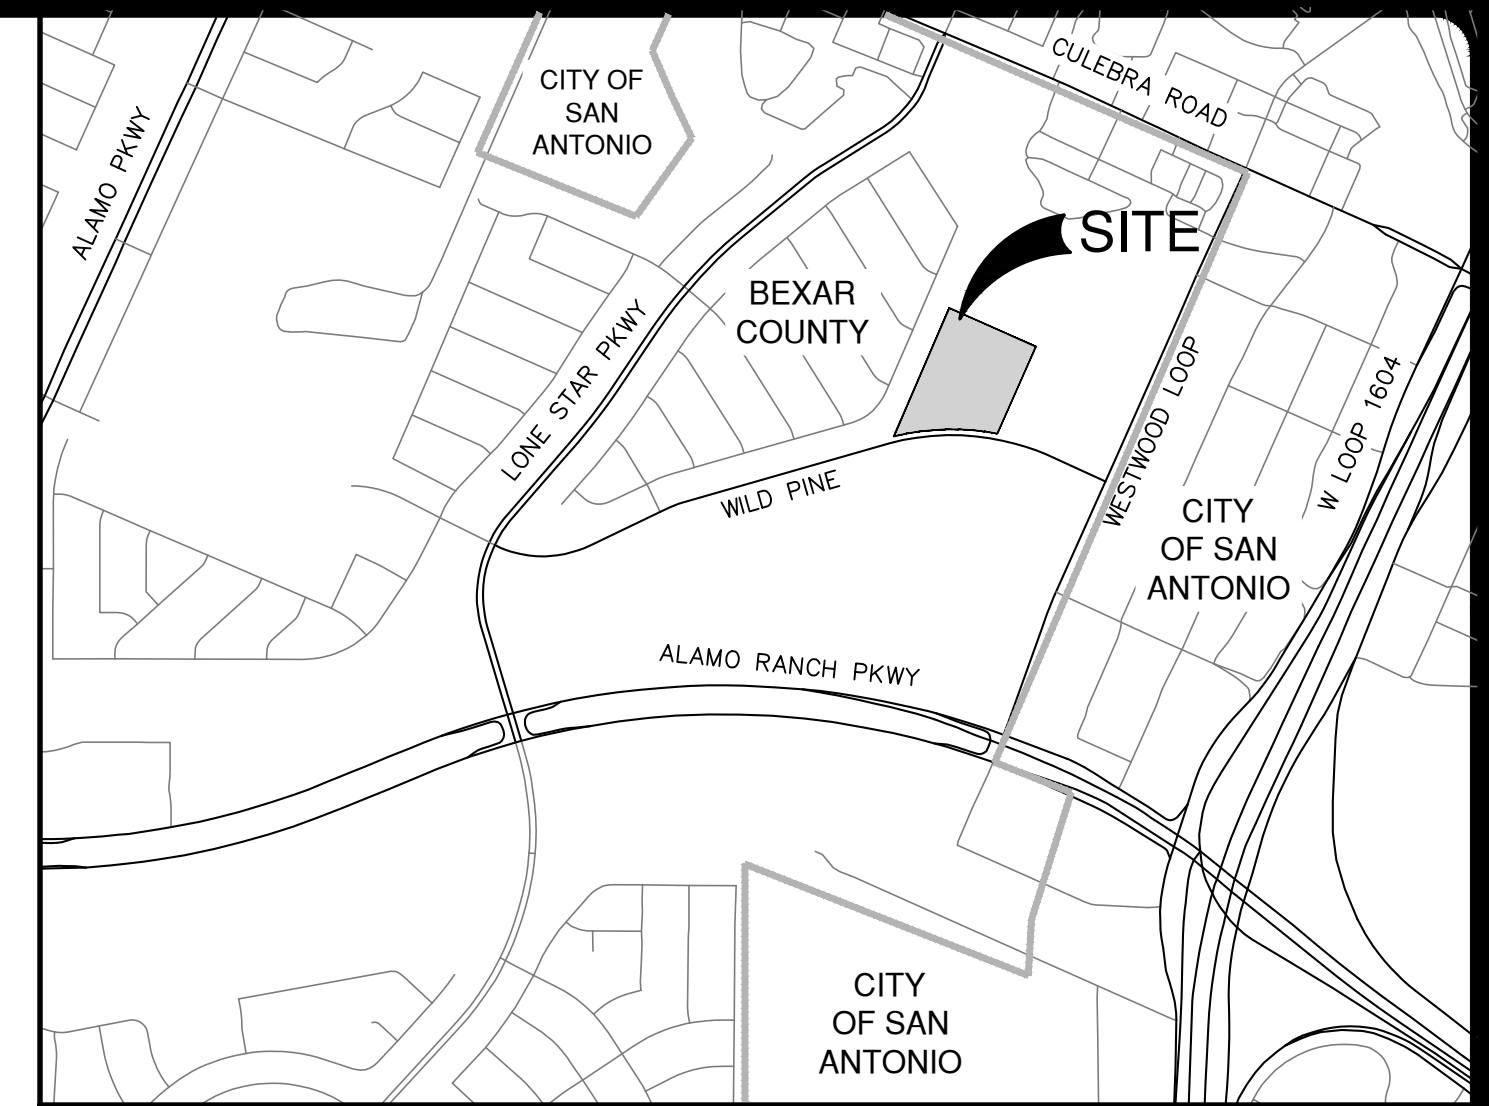 CULEBRA ROAD
CITY OF
SAN
ANTONIO
ALAMO PKWY
SITE
BEXAR
COUNTY
LONE STAR PKWY
WESTWOOD LOOP
W LOOP 1604
WILD PINE
CITY
OF SAN
ANTONIO
ALAMO RANCH PKWY
CITY
OF SAN
ANTONIO